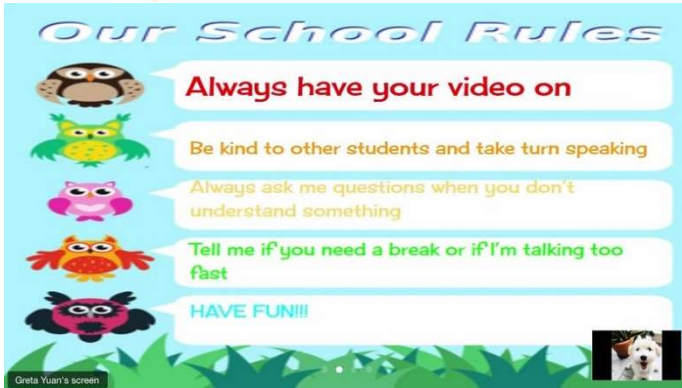 Our School Rules
Always have your video on
Be kind to other students and take turn speaking
Always ask me questions when you don't
understand something
Tell me if you need a break or if I'm talking too
fast
HAVE FUN!!!
Greta Yuan's screen